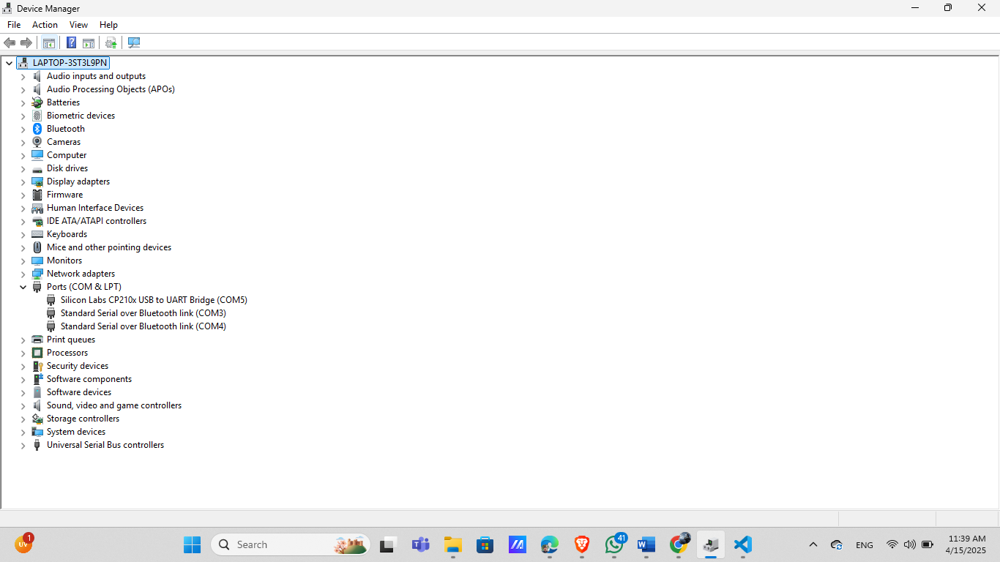 Device Manager
File Action View Help
LAPTOP-3ST3L9PN
Audio inputs and outputs
Audio Processing Objects (APOs)
Batteries
Biometric devices
Bluetooth
Cameras
Computer
Disk drives
Display adapters
Firmware
Human Interface Devices
IDE ATA/ATAPI controllers
Keyboards
Mice and other pointing devices
Monitors
Network adapters
Ports (COM & LPT)
Silicon Labs CP210x USB to UART Bridge (COM5)
Standard Serial over Bluetooth link (COM3)
Standard Serial over Bluetooth link (COM4)
Print queues
Processors
Security devices
Software components
Software devices
Sound, video and game controllers
Storage controllers
System devices
Universal Serial Bus controllers
UV 1 Search 41 ENG 11:39 AM
4/15/2025